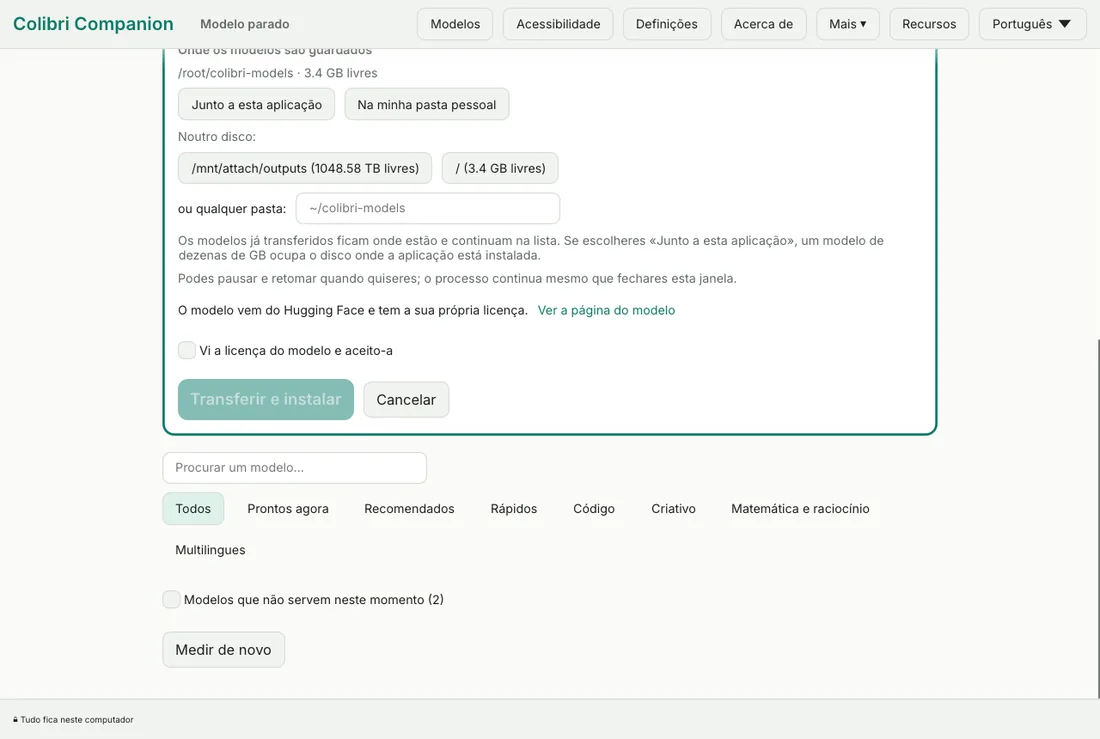 Colibri Companion
Modelo parado
Modelos
Acessibilidade
Definições
Acerca de
Mais ▾
Recursos
Português ▼
Onde os modelos são guardados
/root/colibri-models · 3.4 GB livres
Junto a esta aplicação
Na minha pasta pessoal
Noutro disco:
/mnt/attach/outputs (1048.58 TB livres)
/ (3.4 GB livres)
ou qualquer pasta:
~/colibri-models
Os modelos já transferidos ficam onde estão e continuam na lista. Se escolheres «Junto a esta aplicação», um modelo de
dezenas de GB ocupa o disco onde a aplicação está instalada.
Podes pausar e retomar quando quiseres; o processo continua mesmo que fechares esta janela.
O modelo vem do Hugging Face e tem a sua própria licença. Ver a página do modelo
Vi a licença do modelo e aceito-a
Transferir e instalar
Cancelar
Procurar um modelo...
Todos
Prontos agora
Recomendados
Rápidos
Código
Criativo
Matemática e raciocínio
Multilingues
Modelos que não servem neste momento (2)
Medir de novo
Tudo fica neste computador